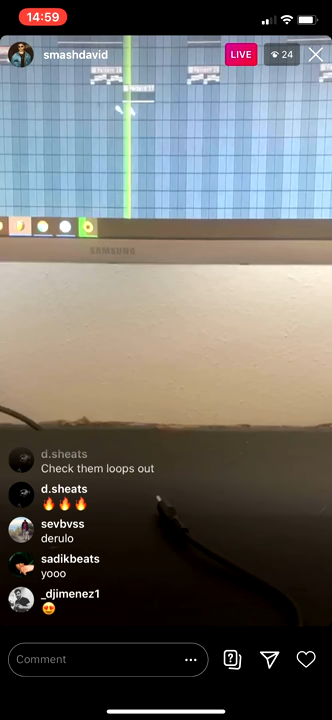 14:59
smashdavid
LIVE
24
SAMSUNG
d.sheats
Check them loops out
d.sheats
🔥🔥🔥
sevbvss
derulo
sadikbeats
yooo
_djimenez1
😍
Comment